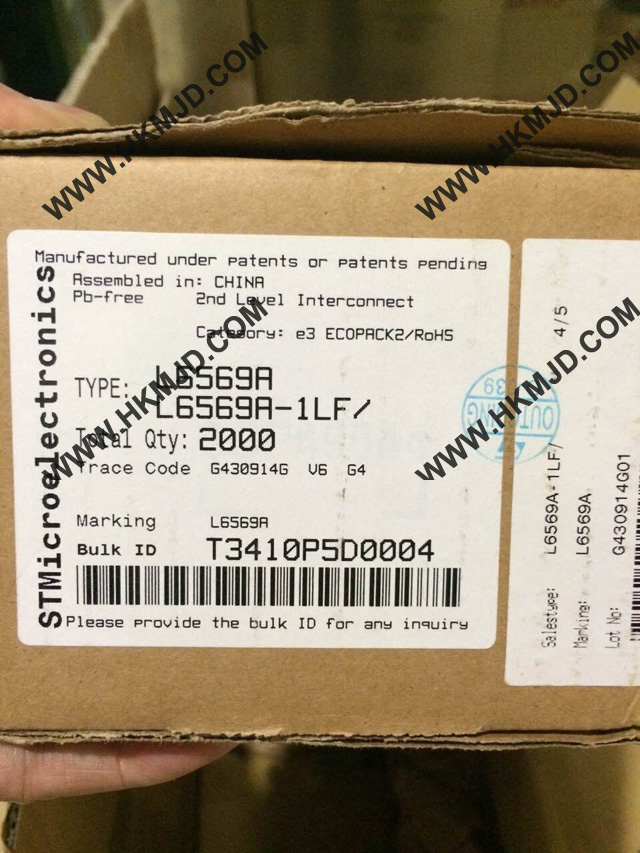 WWW.HKMJD.COM
WWW.HKMJD.COM
Manufactured under patents or patents pending
Assembled in: CHINA
Pb-free 2nd Level Interconnect
Category: e3 ECOPACK2/RoHS
TYPE: L6569A
L6569A-1LF/
Total Qty: 2000
Trace Code G430914G V6 G4
Marking L6569A
Bulk ID T3410P5D0004
Please provide the bulk ID for any inquiry
STMicroelectronics
WWW.HKMJD.COM
WWW.HKMJD.COM
39
OUTGOING
4/5
Salestype: L6569A-1LF/
Marking: L6569A
Lot No: G430914G01